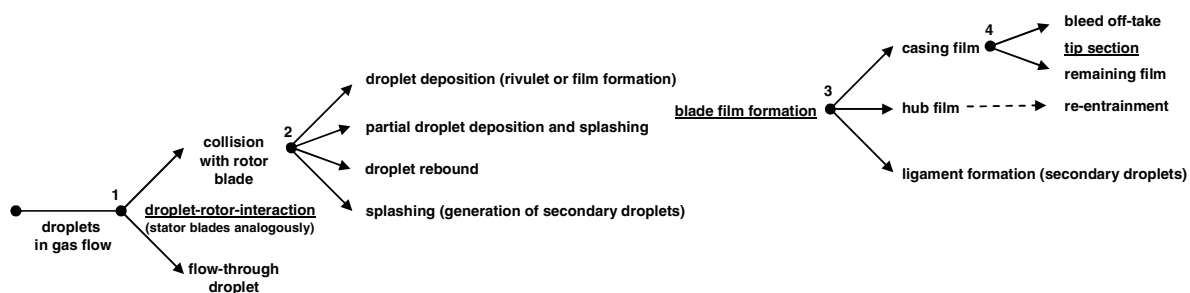 droplets
in gas flow
1
collision
with rotor
blade
droplet-rotor-interaction
(stator blades analogously)
flow-through
droplet
2
droplet deposition (rivulet or film formation)
partial droplet deposition and splashing
droplet rebound
splashing (generation of secondary droplets)
blade film formation
3
casing film
hub film
ligament formation (secondary droplets)
4
bleed off-take
tip section
remaining film
re-entrainment